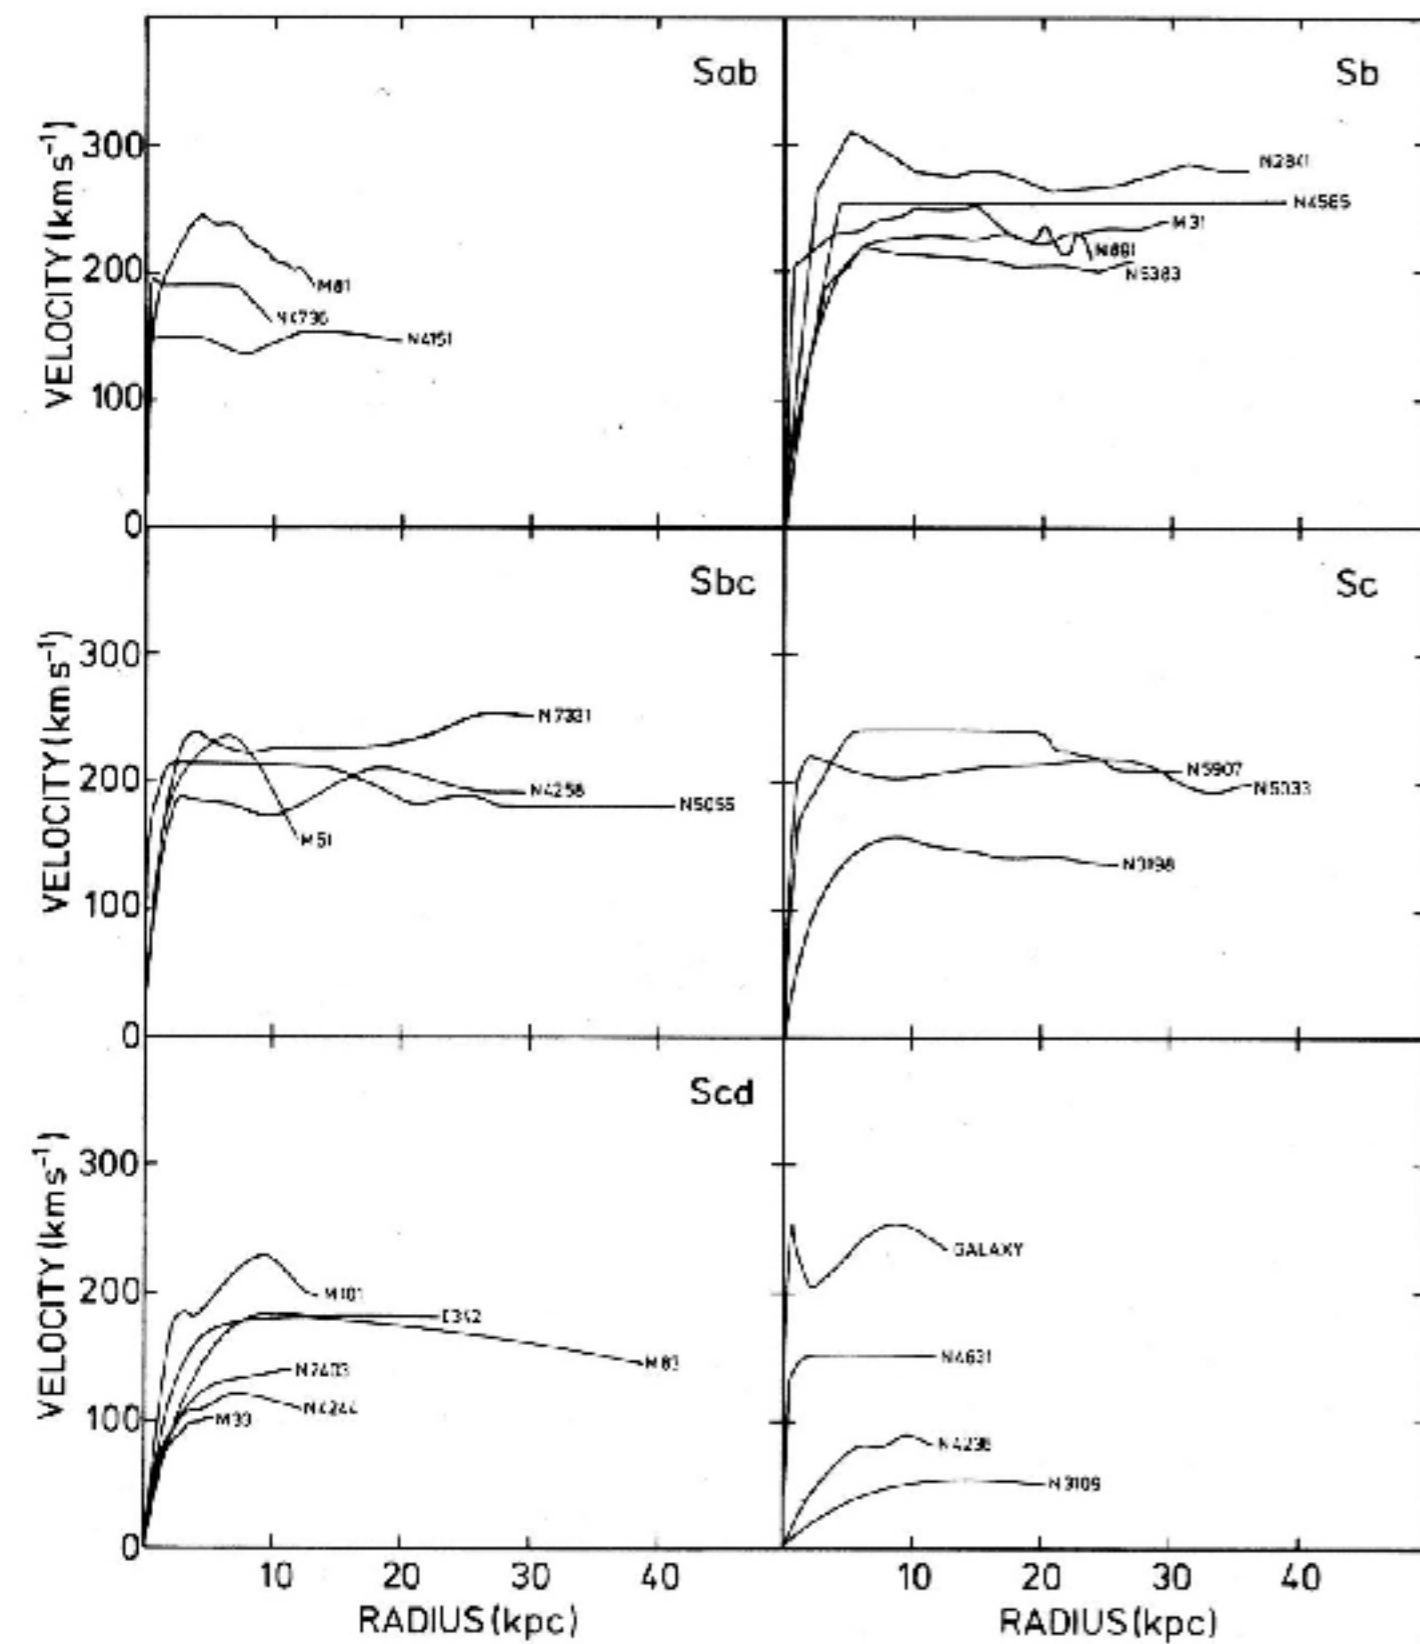 Sab
Sb
VELOCITY (km s⁻¹)
300
200
100
0
M81
N4736
N4151
N2841
N4565
M31
N891
N5383
Sbc
Sc
VELOCITY (km s⁻¹)
300
200
100
0
N7331
N4258
N5055
M51
N5907
N5033
N3198
Scd
VELOCITY (km s⁻¹)
300
200
100
0
M101
I342
M83
N2403
N4244
M33
GALAXY
N4631
N4236
N3109
10 20 30 40
10 20 30 40
RADIUS (kpc)
RADIUS (kpc)